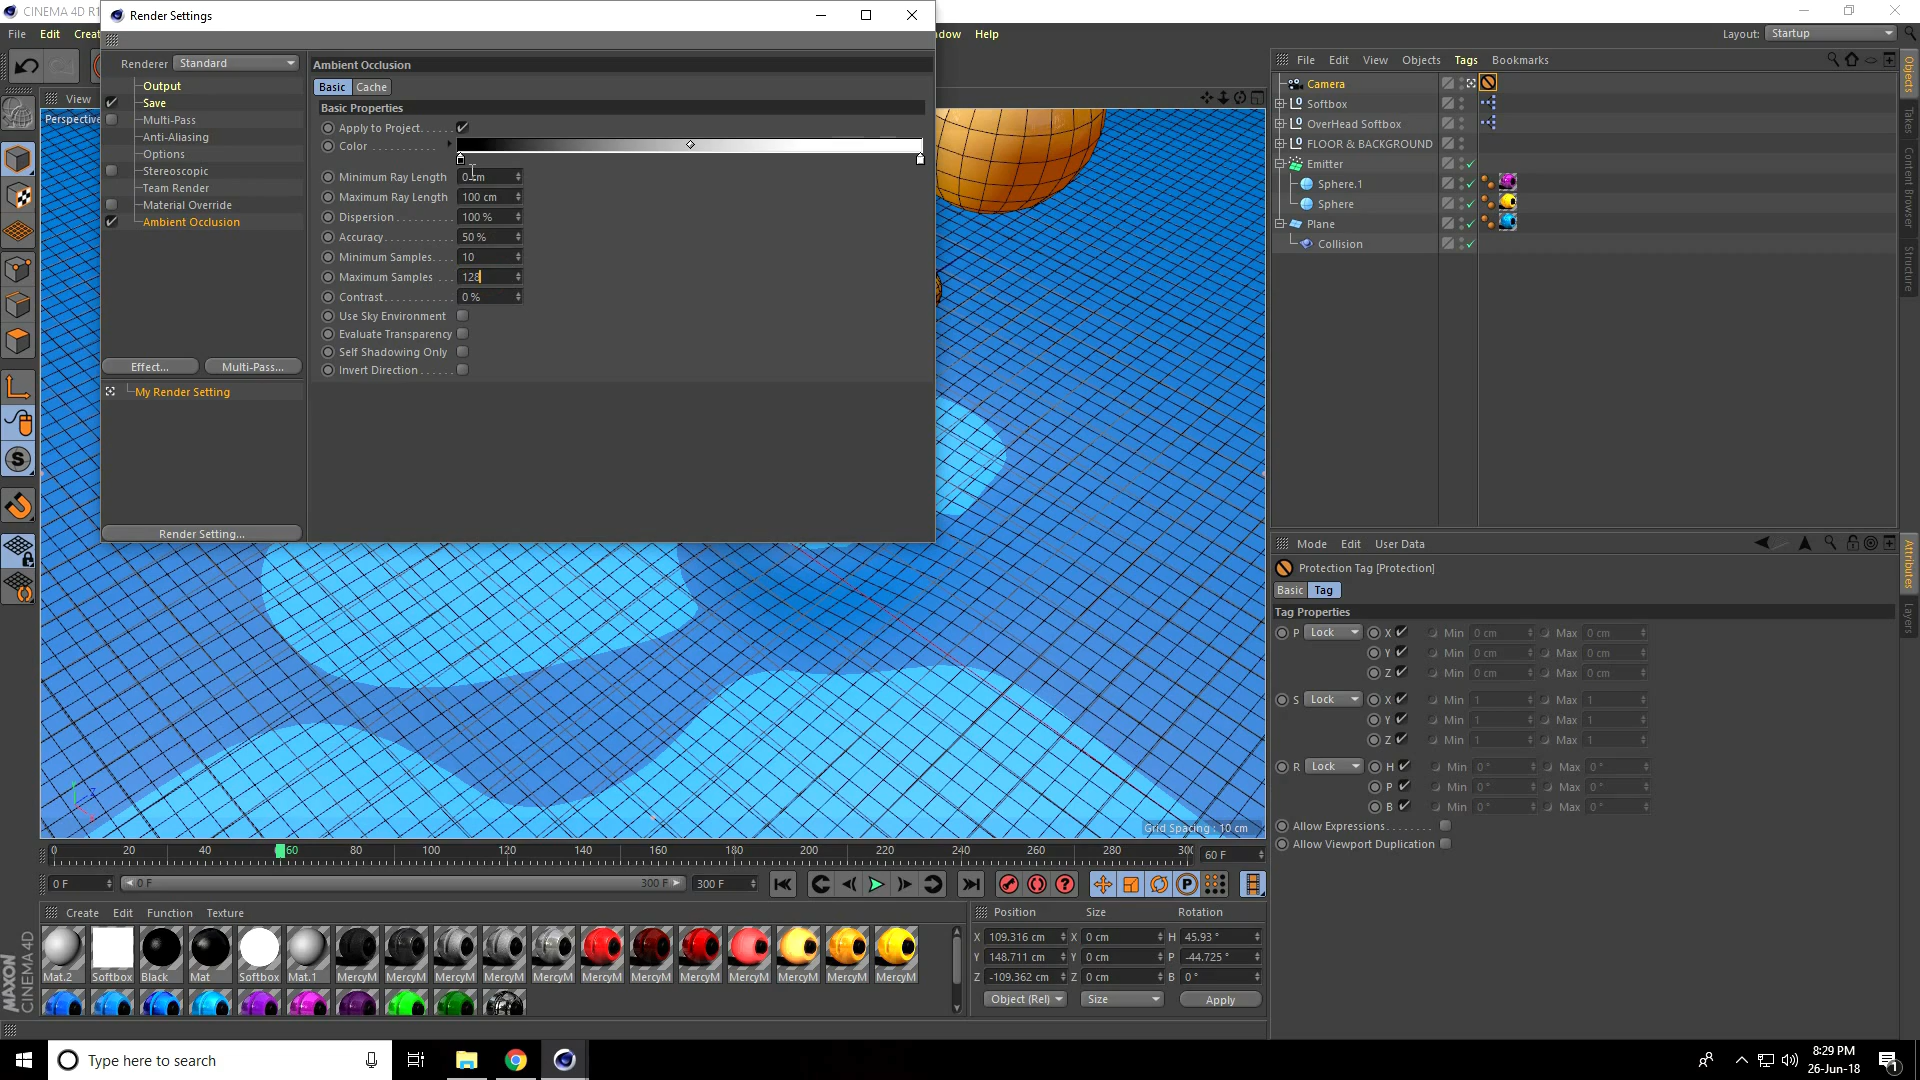 CINEMA 4D R1
Render Settings
File
Edit
Creat
dow
Help
Layout:
Startup
Renderer
Standard
Output
Save
Multi-Pass
Anti-Aliasing
Options
Stereoscopic
Team Render
Material Override
Ambient Occlusion
Effect...
Multi-Pass...
My Render Setting
Render Setting...
Ambient Occlusion
Basic
Cache
Basic Properties
Apply to Project.....
Color
Minimum Ray Length
0 cm
Maximum Ray Length
100 cm
Dispersion
100 %
Accuracy
50 %
Minimum Samples
10
Maximum Samples
128
Contrast
0 %
Use Sky Environment
Evaluate Transparency
Self Shadowing Only
Invert Direction
View
Perspective
Grid Spacing : 10 cm
File
Edit
View
Objects
Tags
Bookmarks
Camera
Softbox
OverHead Softbox
FLOOR & BACKGROUND
Emitter
Sphere.1
Sphere
Plane
Collision
Objects
Takes
Content Browser
Structure
Mode
Edit
User Data
Protection Tag [Protection]
Basic
Tag
Tag Properties
P Lock X Min 0 cm Max 0 cm
Y Min 0 cm Max 0 cm
Z Min 0 cm Max 0 cm
S Lock X Min 1 Max 1
Y Min 1 Max 1
Z Min 1 Max 1
R Lock H Min 0 ° Max 0 °
P Min 0 ° Max 0 °
B Min 0 ° Max 0 °
Allow Expressions
Allow Viewport Duplication
Attributes
Layers
0 20 40 60 80 100 120 140 160 180 200 220 240 260 280 300
60 F
0 F
0 F
300 F
300 F
Create
Edit
Function
Texture
Mat.2 Softbox Black Mat Softbox Mat.1 MercyM MercyM MercyM MercyM MercyM MercyM MercyM MercyM MercyM MercyM MercyM MercyM
Position
Size
Rotation
X 109.316 cm X 0 cm H 45.93 °
Y 148.711 cm Y 0 cm P -44.725 °
Z -109.362 cm Z 0 cm B 0 °
Object (Rel)
Size
Apply
MAXON
CINEMA 4D
Type here to search
8:29 PM
26-Jun-18
1